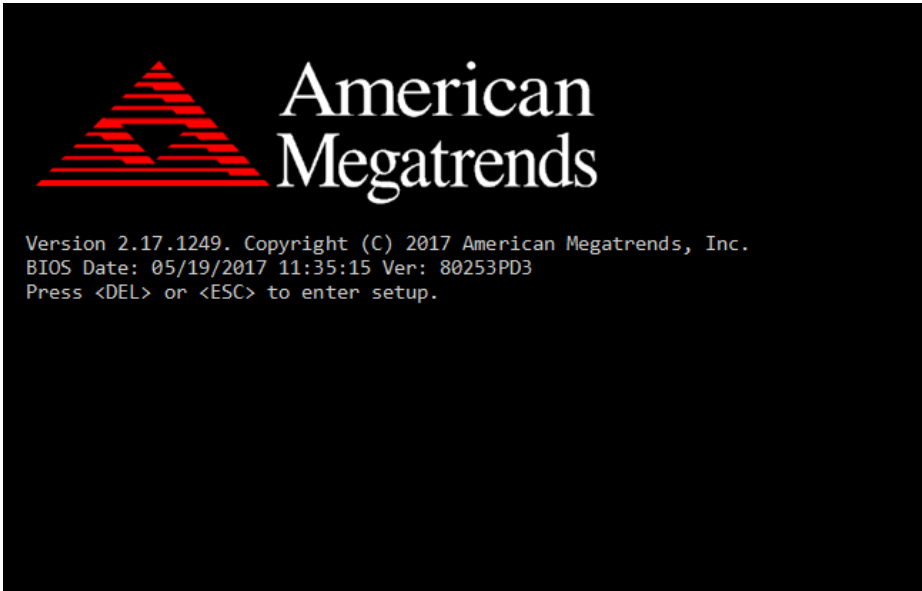 American
Megatrends
Version 2.17.1249. Copyright (C) 2017 American Megatrends, Inc.
BIOS Date: 05/19/2017 11:35:15 Ver: 80253PD3
Press <DEL> or <ESC> to enter setup.